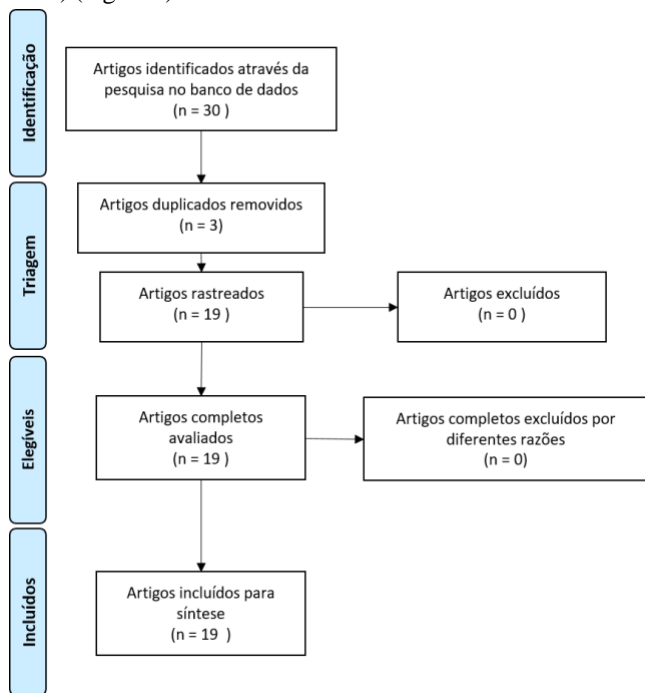 Identificação
Artigos identificados através da
pesquisa no banco de dados
(n = 30 )
Triagem
Artigos duplicados removidos
(n = 3)
Artigos rastreados
(n = 19 )
Artigos excluídos
(n = 0 )
Elegíveis
Artigos completos
avaliados
(n = 19 )
Artigos completos excluídos por
diferentes razões
(n = 0)
Incluídos
Artigos incluídos para
síntese
(n = 19 )